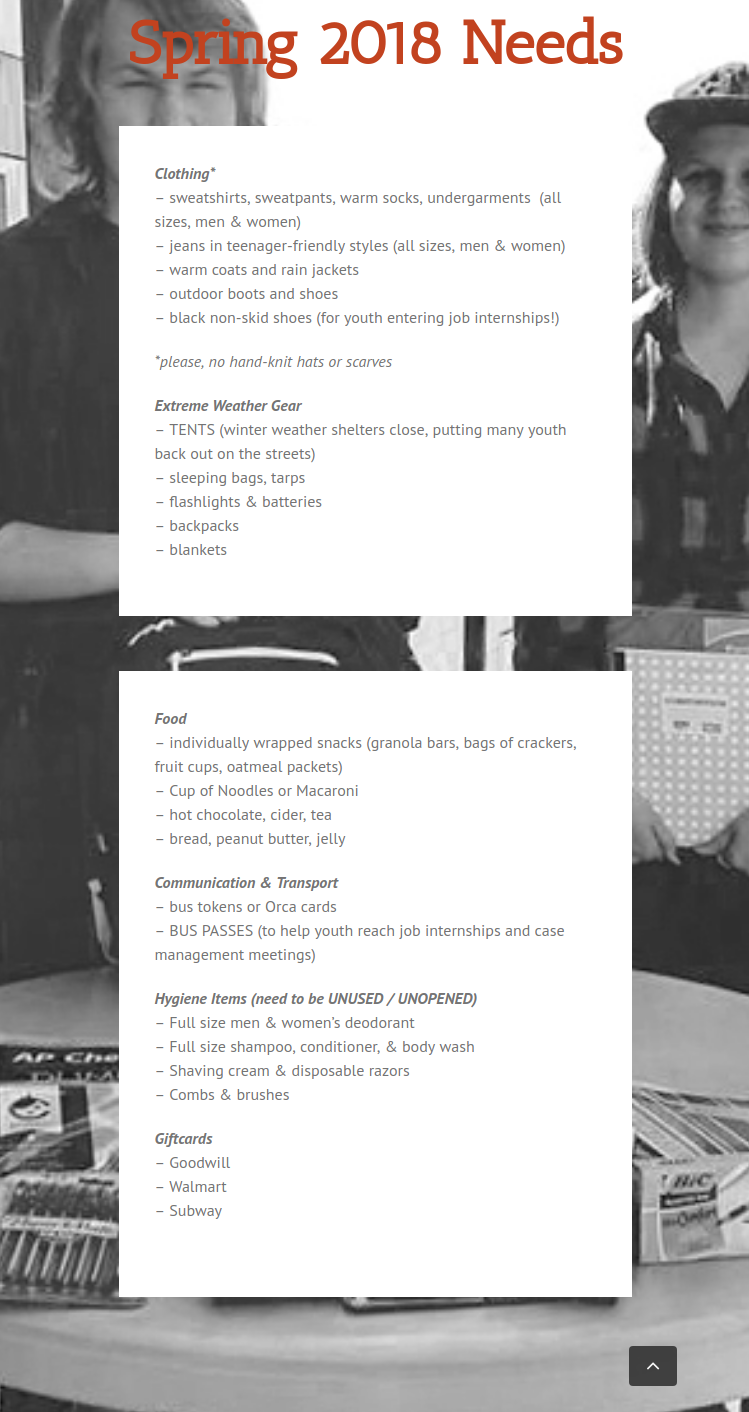 Spring 2018 Needs
Clothing*
– sweatshirts, sweatpants, warm socks, undergarments  (all
sizes, men & women)
– jeans in teenager-friendly styles (all sizes, men & women)
– warm coats and rain jackets
– outdoor boots and shoes
– black non-skid shoes (for youth entering job internships!)
*please, no hand-knit hats or scarves
Extreme Weather Gear
– TENTS (winter weather shelters close, putting many youth
back out on the streets)
– sleeping bags, tarps
– flashlights & batteries
– backpacks
– blankets
Food
– individually wrapped snacks (granola bars, bags of crackers,
fruit cups, oatmeal packets)
– Cup of Noodles or Macaroni
– hot chocolate, cider, tea
– bread, peanut butter, jelly
Communication & Transport
– bus tokens or Orca cards
– BUS PASSES (to help youth reach job internships and case
management meetings)
Hygiene Items (need to be UNUSED / UNOPENED)
– Full size men & women's deodorant
– Full size shampoo, conditioner, & body wash
– Shaving cream & disposable razors
– Combs & brushes
Giftcards
– Goodwill
– Walmart
– Subway
AP Che
BiC